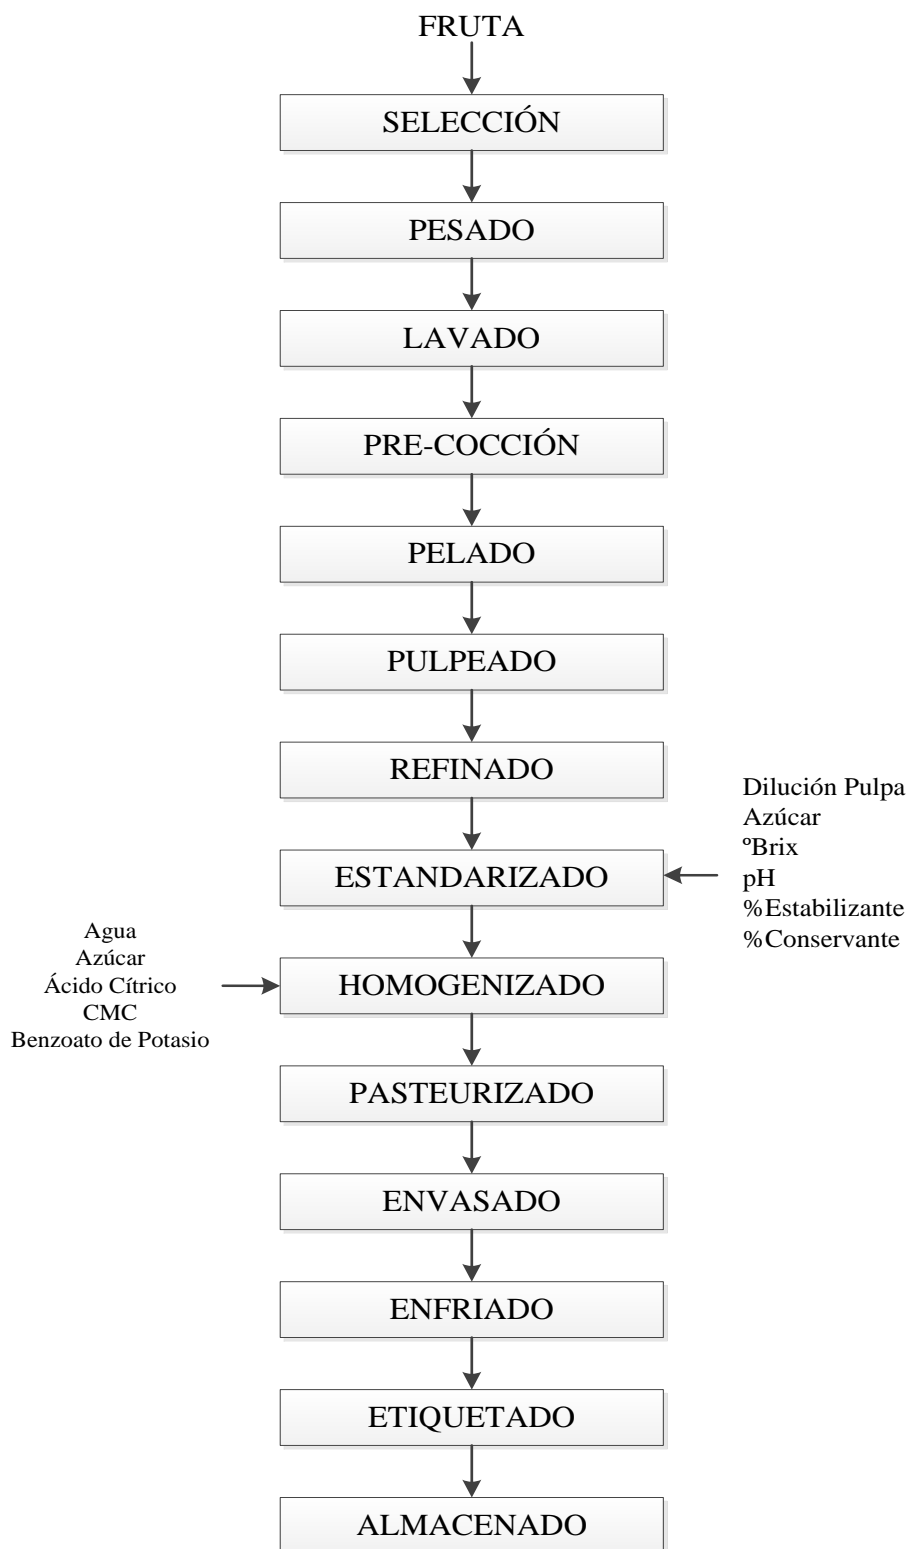 FRUTA
SELECCIÓN
PESADO
LAVADO
PRE-COCCIÓN
PELADO
PULPEADO
REFINADO
Dilución Pulpa
Azúcar
ºBrix
pH
%Estabilizante
%Conservante
ESTANDARIZADO
Agua
Azúcar
Ácido Cítrico
CMC
Benzoato de Potasio
HOMOGENIZADO
PASTEURIZADO
ENVASADO
ENFRIADO
ETIQUETADO
ALMACENADO